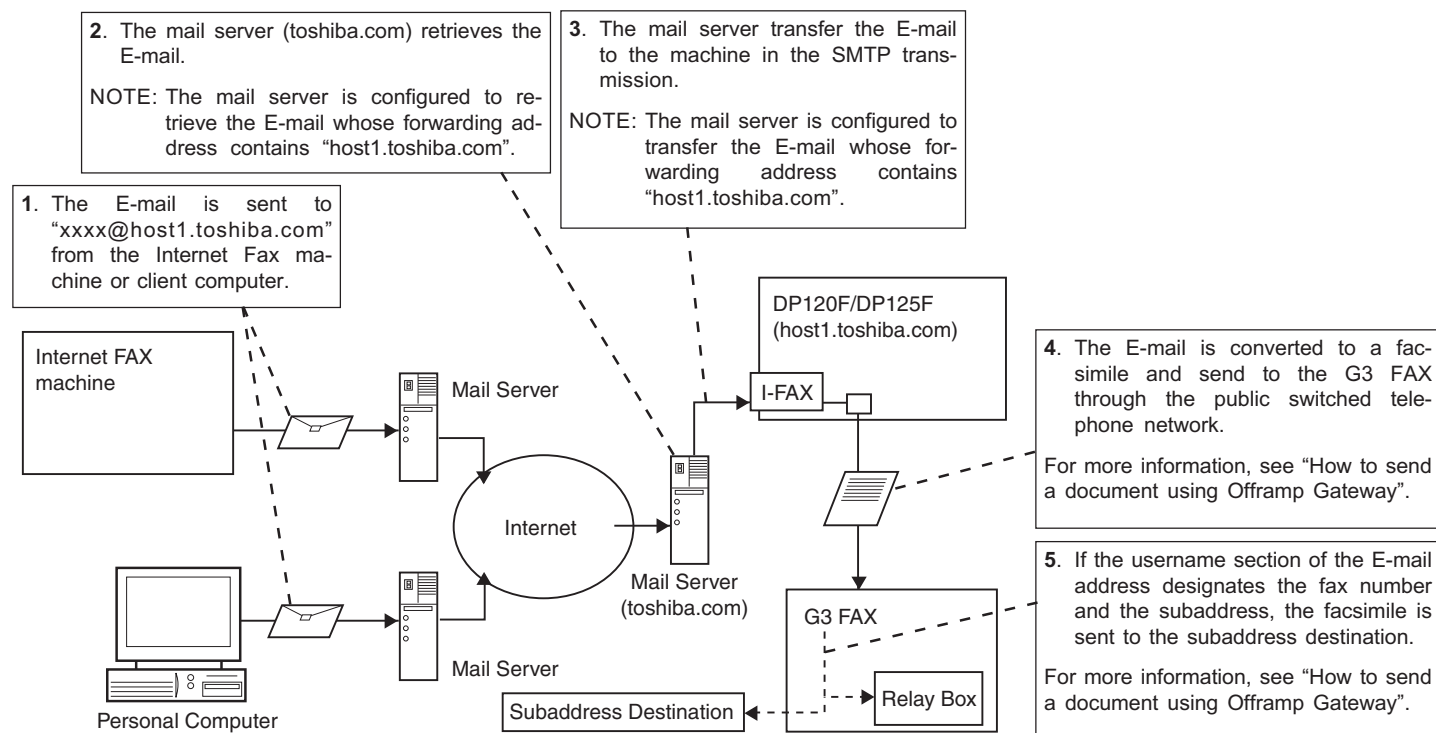 2. The mail server (toshiba.com) retrieves the
E-mail.
NOTE: The mail server is configured to re-
trieve the E-mail whose forwarding ad-
dress contains “host1.toshiba.com”.
3. The mail server transfer the E-mail
to the machine in the SMTP trans-
mission.
NOTE: The mail server is configured to
transfer the E-mail whose for-
warding address contains
“host1.toshiba.com”.
1. The E-mail is sent to
“xxxx@host1.toshiba.com”
from the Internet Fax ma-
chine or client computer.
Internet FAX
machine
Mail Server
DP120F/DP125F
(host1.toshiba.com)
I-FAX
4. The E-mail is converted to a fac-
simile and send to the G3 FAX
through the public switched tele-
phone network.
For more information, see “How to send
a document using Offramp Gateway”.
Internet
Mail Server
(toshiba.com)
5. If the username section of the E-mail
address designates the fax number
and the subaddress, the facsimile is
sent to the subaddress destination.
For more information, see “How to send
a document using Offramp Gateway”.
G3 FAX
Mail Server
Relay Box
Subaddress Destination
Personal Computer